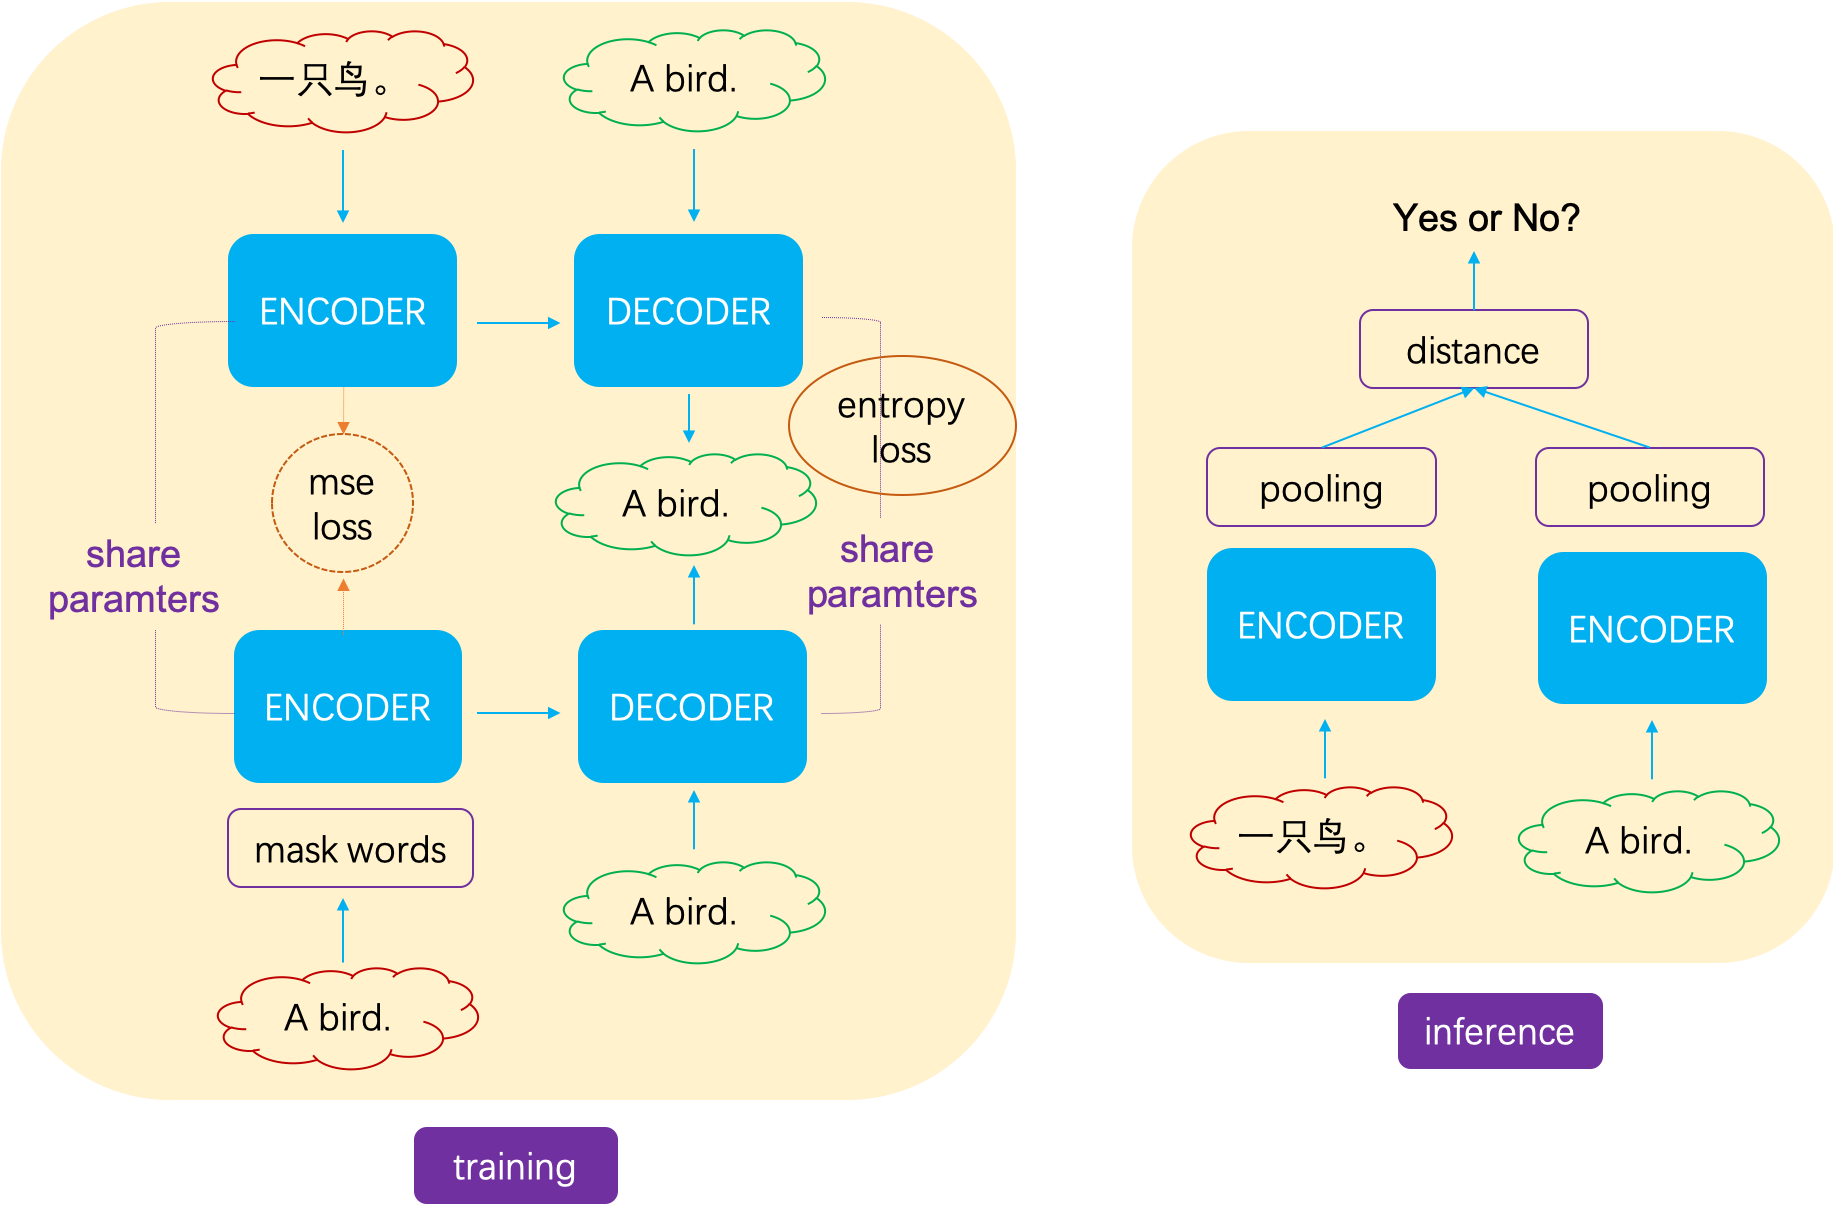 一只鸟。
A bird.
ENCODER
DECODER
entropy
loss
mse
loss
A bird.
share
paramters
share
paramters
ENCODER
DECODER
mask words
A bird.
A bird.
training
Yes or No?
distance
pooling
pooling
ENCODER
ENCODER
一只鸟。
A bird.
inference